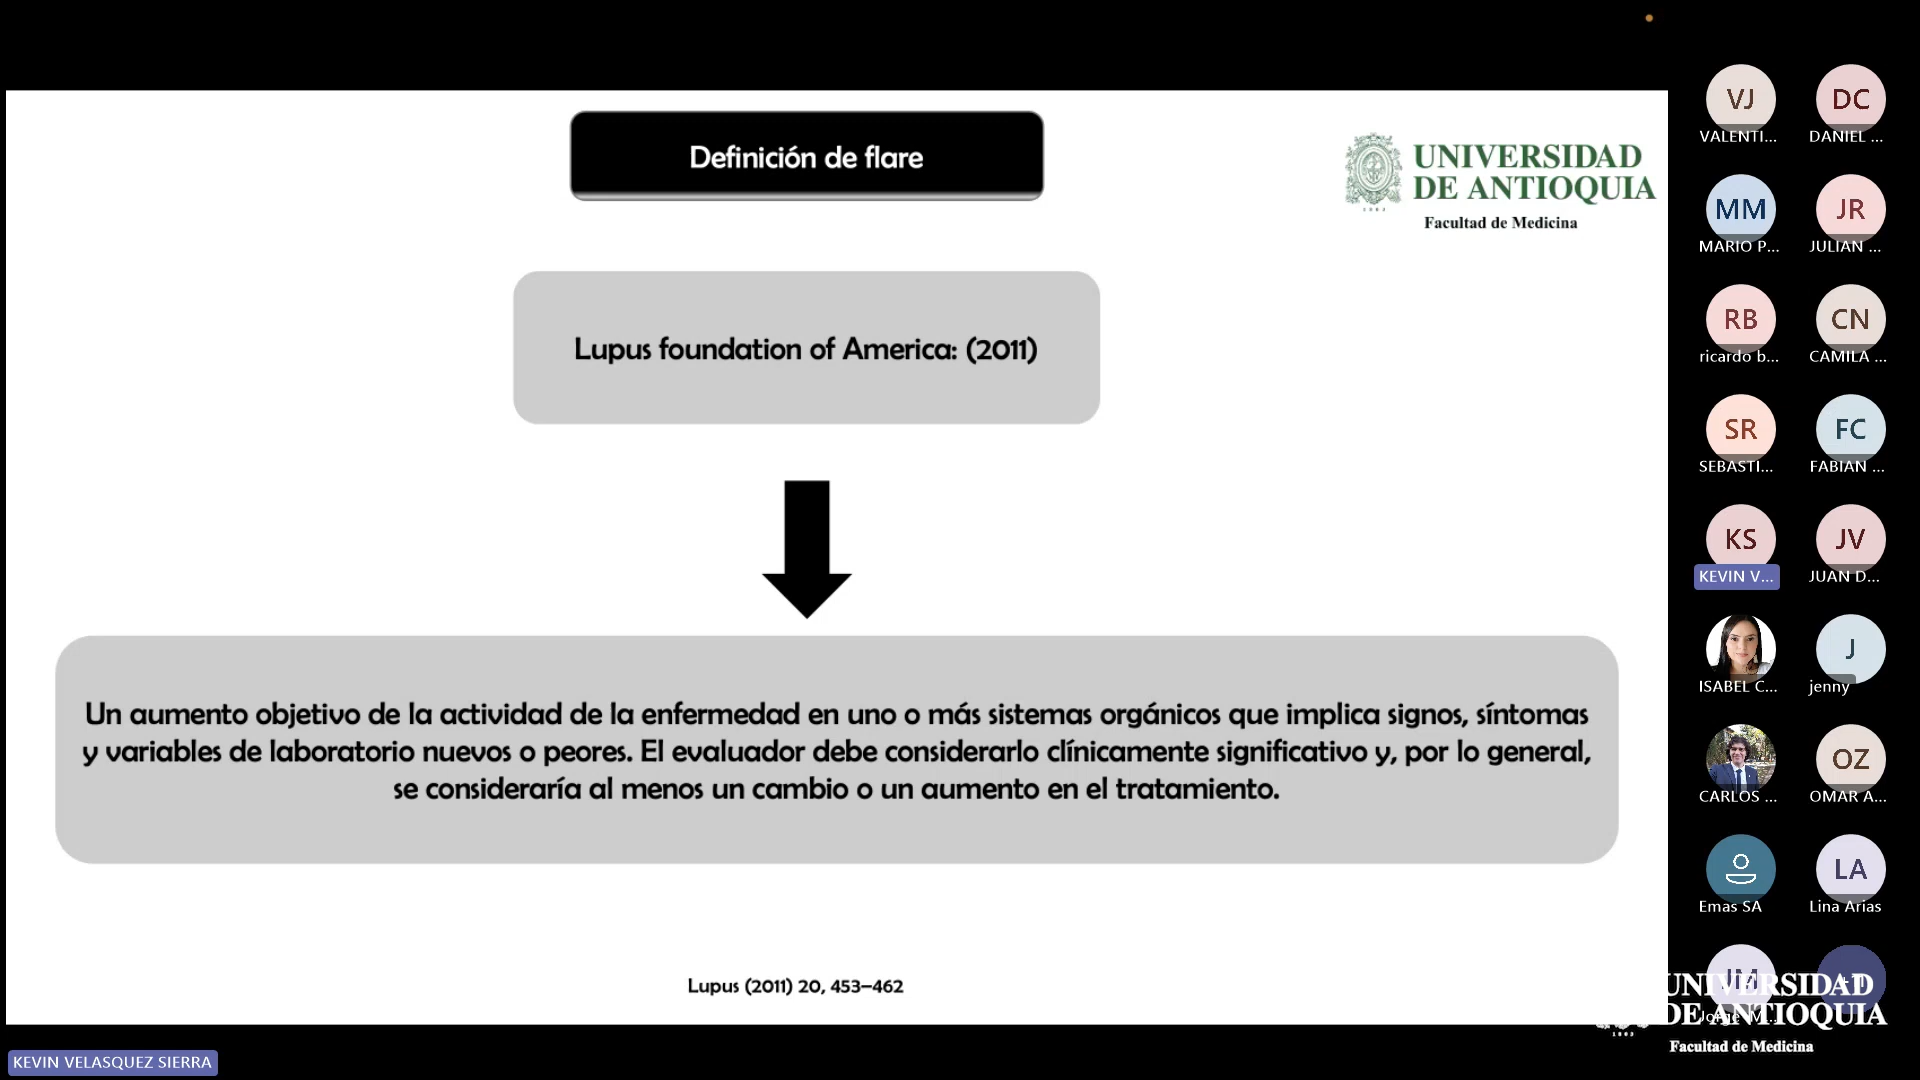 Definición de flare
UNIVERSIDAD
DE ANTIOQUIA
1803
Facultad de Medicina
Lupus foundation of America: (2011)
Un aumento objetivo de la actividad de la enfermedad en uno o más sistemas orgánicos que implica signos, síntomas
y variables de laboratorio nuevos o peores. El evaluador debe considerarlo clínicamente significativo y, por lo general,
se consideraría al menos un cambio o un aumento en el tratamiento.
Lupus (2011) 20, 453–462
KEVIN VELASQUEZ SIERRA
VJ
VALENTI...
DC
DANIEL ...
MM
MARIO P...
JR
JULIAN ...
RB
ricardo b...
CN
CAMILA ...
SR
SEBASTI...
FC
FABIAN ...
KS
KEVIN V...
JV
JUAN D...
ISABEL C...
J
jenny
CARLOS ...
OZ
OMAR A...
Emas SA
LA
Lina Arias
JM
UNIVERSIDAD
DE ANTIOQUIA
1803
Facultad de Medicina